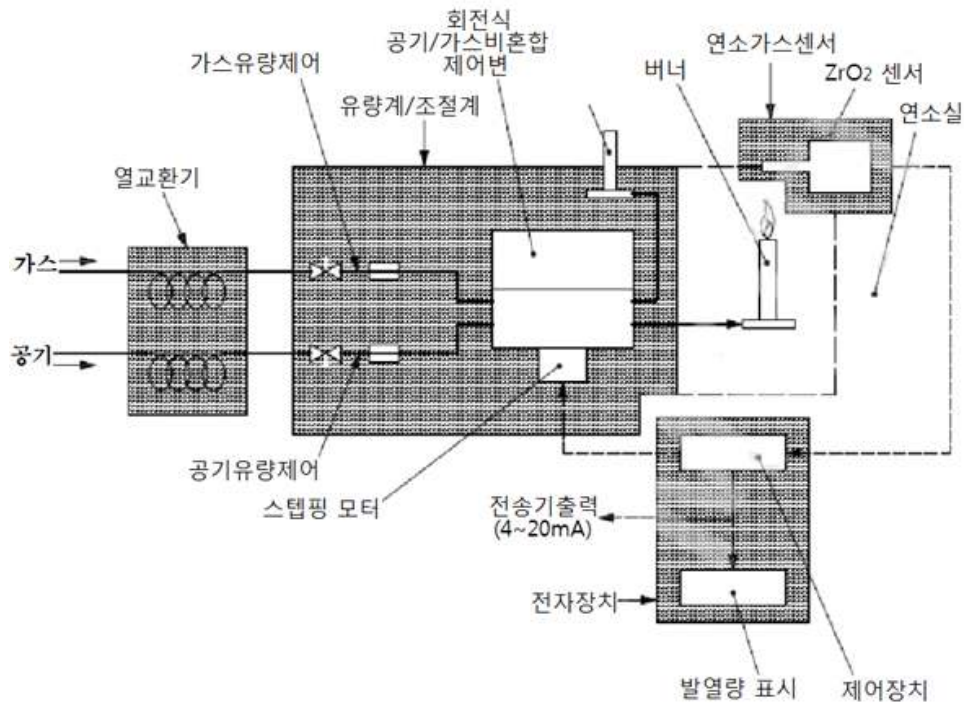 회전식
공기/가스비혼합
제어변
가스유량제어
유량계/조절계
버너
연소가스센서
ZrO2 센서
연소실
열교환기
가스
공기
공기유량제어
스텝핑 모터
전송기출력
(4~20mA)
전자장치
발열량 표시
제어장치